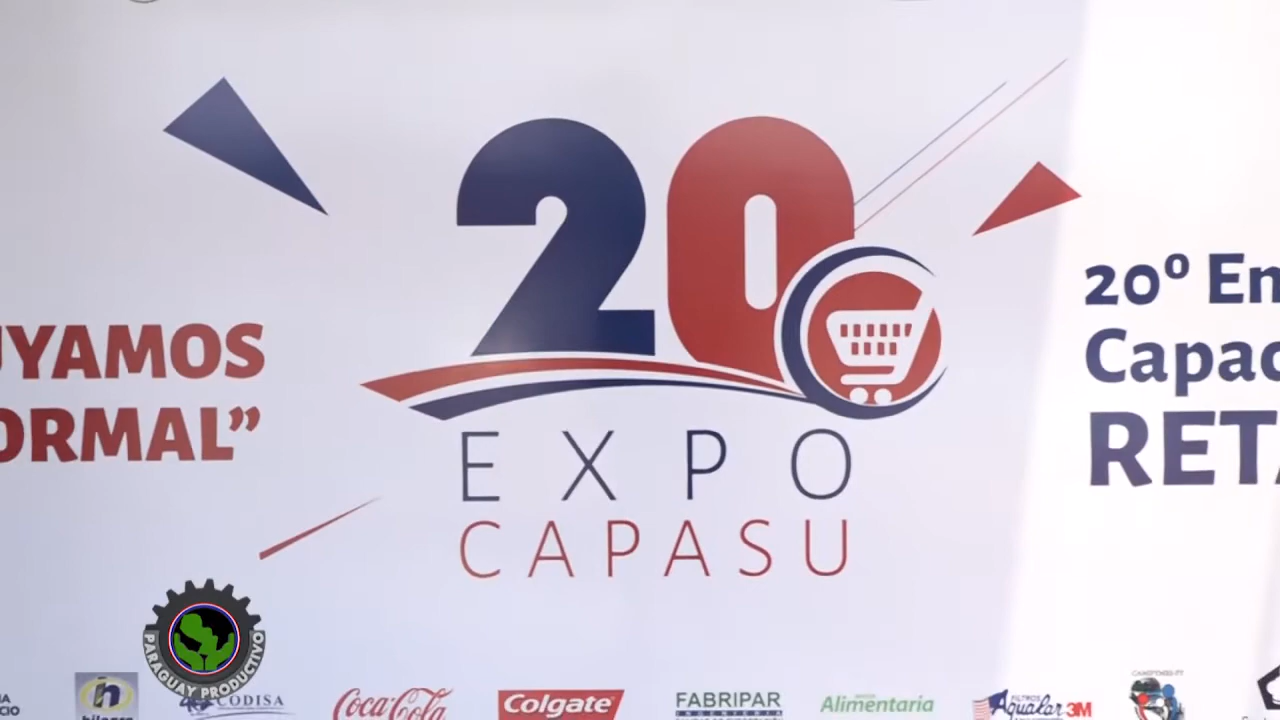 20
EXPO
CAPASU
UYAMOS
ORMAL”
20º En
Capac
RETA
PARAGUAY PRODUCTIVO
CODISA
Coca-Cola
Colgate
FABRIPAR
Alimentaria
FILTROS
Aqualar 3M